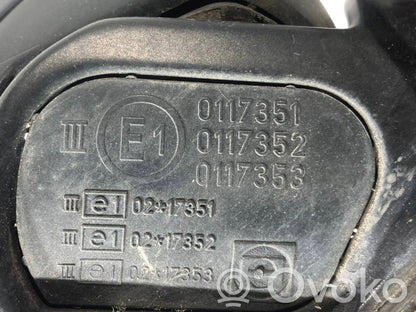 III E1 0117351
0117352
0117353
III e1 02*17351
III e1 02*17352
III e1 02*17353
Ovoko